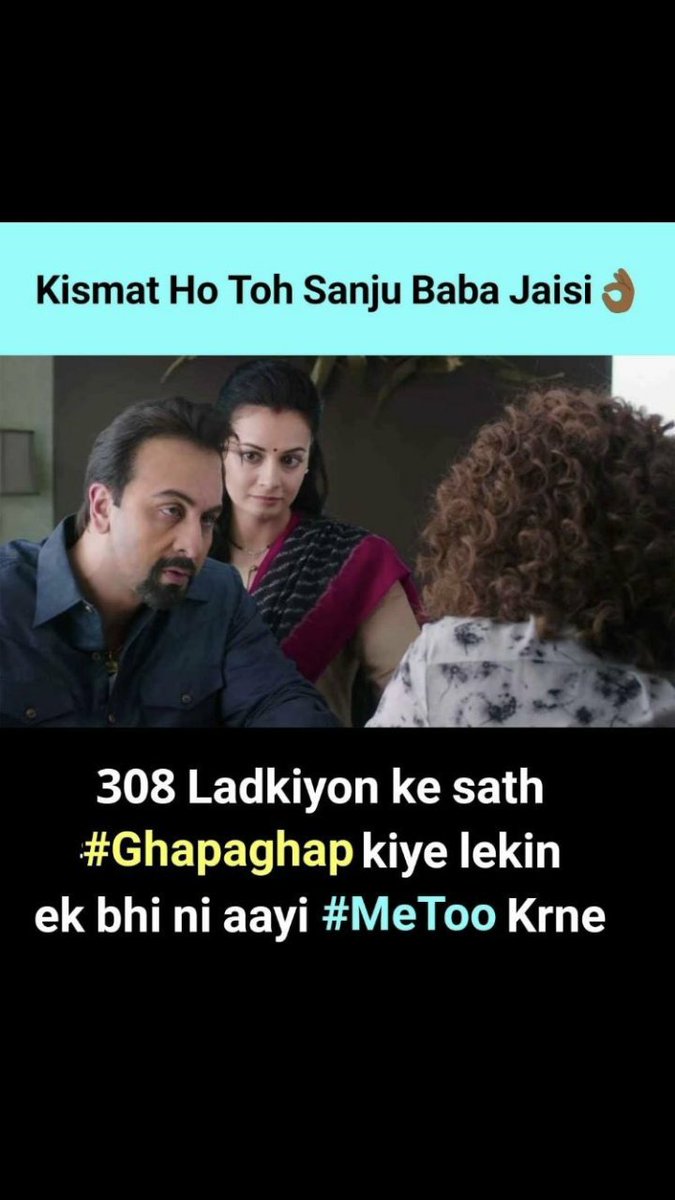 Kismat Ho Toh Sanju Baba Jaisi👌🏾
308 Ladkiyon ke sath
#Ghapaghap kiye lekin
ek bhi ni aayi #MeToo Krne